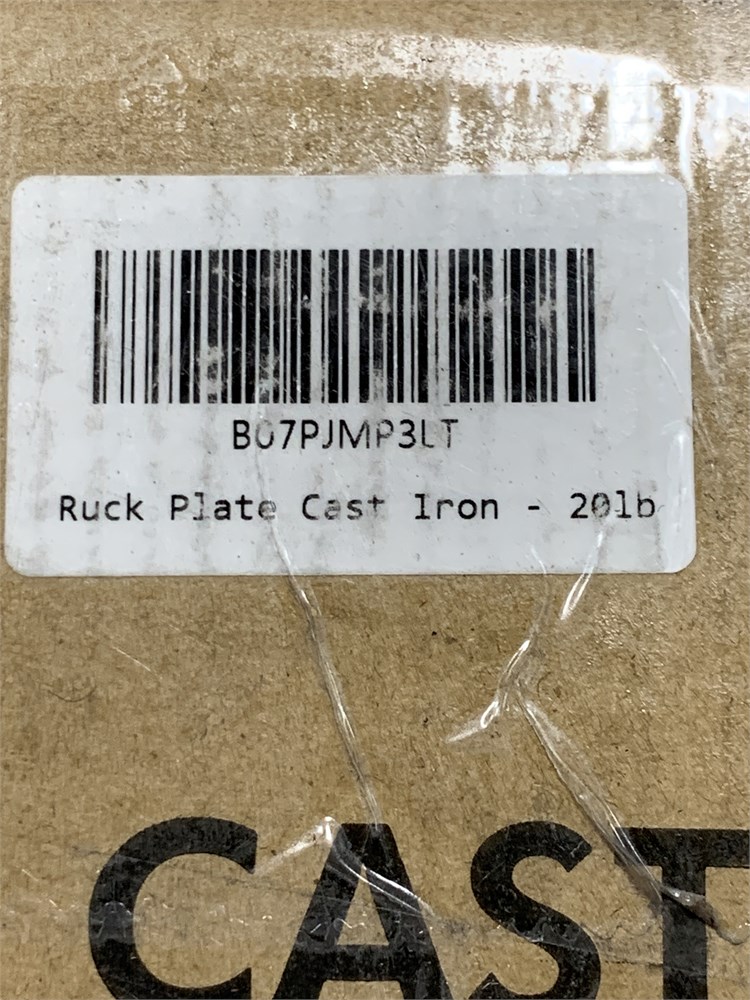 B07PJMP3LT
Ruck Plate Cast Iron - 20lb
CAST